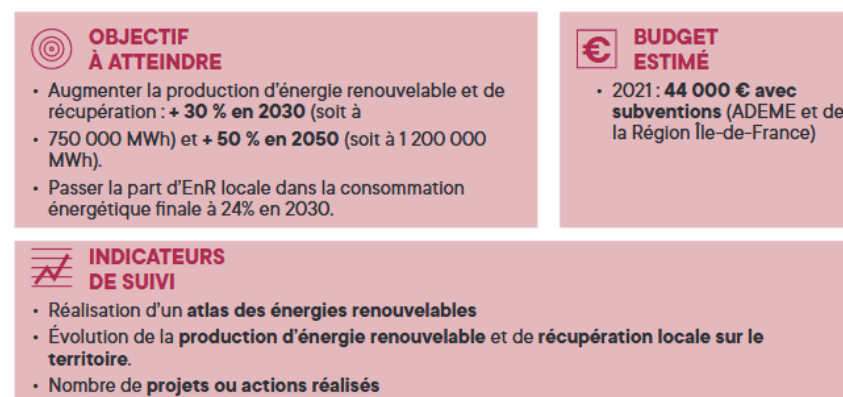 OBJECTIF
À ATTEINDRE
• Augmenter la production d’énergie renouvelable et de
récupération : + 30 % en 2030 (soit à
• 750 000 MWh) et + 50 % en 2050 (soit à 1 200 000
MWh).
• Passer la part d’EnR locale dans la consommation
énergétique finale à 24% en 2030.
€ BUDGET
ESTIMÉ
• 2021 : 44 000 € avec
subventions (ADEME et de
la Région Île-de-France)
INDICATEURS
DE SUIVI
• Réalisation d’un atlas des énergies renouvelables
• Évolution de la production d’énergie renouvelable et de récupération locale sur le
territoire.
• Nombre de projets ou actions réalisés